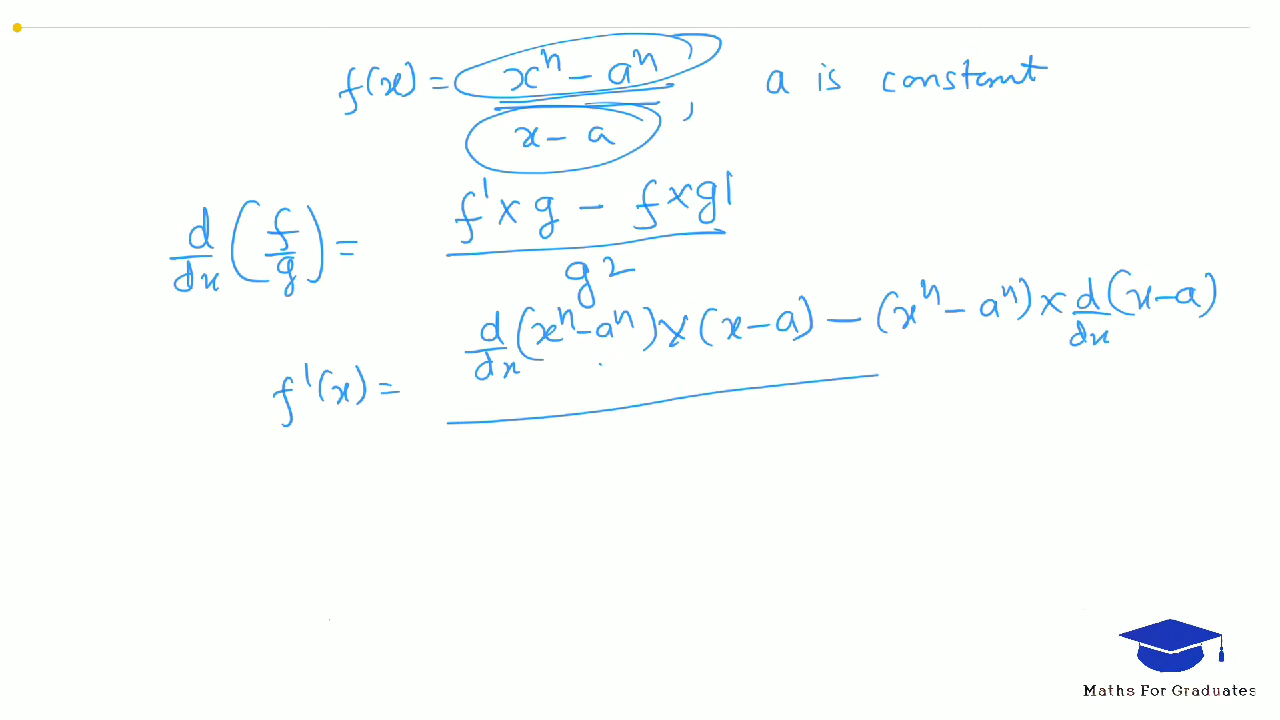 f(x) = (xⁿ − aⁿ)/(x − a), a is constant
d/dx (f/g) = (f' × g − f × g')/g²
f'(x) = d/dx (xⁿ − aⁿ) × (x − a) − (xⁿ − aⁿ) × d/dx (x − a)
Maths For Graduates